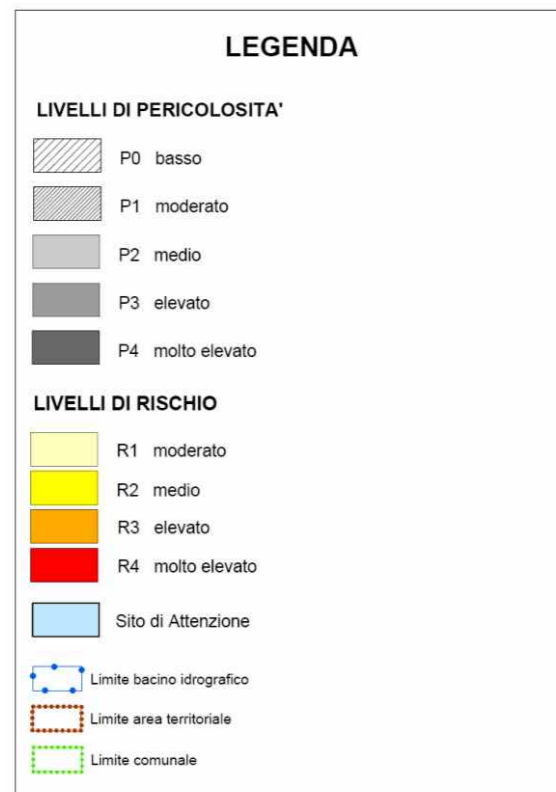 LEGENDA
LIVELLI DI PERICOLOSITA'
P0 basso
P1 moderato
P2 medio
P3 elevato
P4 molto elevato
LIVELLI DI RISCHIO
R1 moderato
R2 medio
R3 elevato
R4 molto elevato
Sito di Attenzione
Limite bacino idrografico
Limite area territoriale
Limite comunale